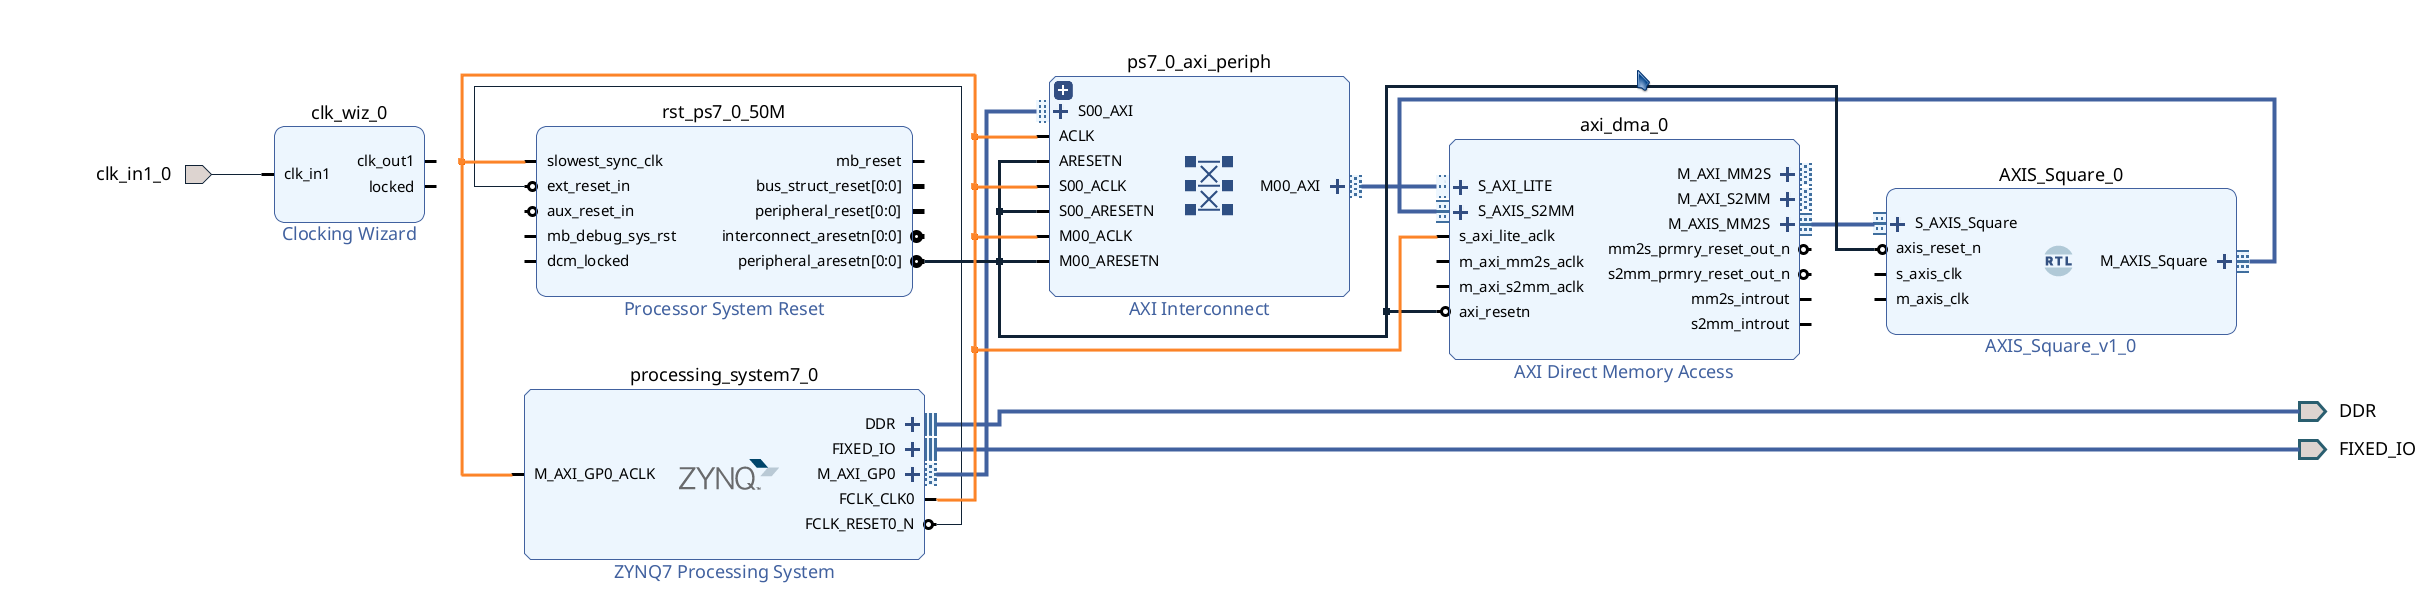 clk_in1_0
clk_wiz_0
clk_in1
clk_out1
locked
Clocking Wizard
rst_ps7_0_50M
slowest_sync_clk
ext_reset_in
aux_reset_in
mb_debug_sys_rst
dcm_locked
mb_reset
bus_struct_reset[0:0]
peripheral_reset[0:0]
interconnect_aresetn[0:0]
peripheral_aresetn[0:0]
Processor System Reset
processing_system7_0
M_AXI_GP0_ACLK
ZYNQ
DDR
FIXED_IO
M_AXI_GP0
FCLK_CLK0
FCLK_RESET0_N
ZYNQ7 Processing System
ps7_0_axi_periph
S00_AXI
ACLK
ARESETN
S00_ACLK
S00_ARESETN
M00_ACLK
M00_ARESETN
M00_AXI
AXI Interconnect
axi_dma_0
S_AXI_LITE
S_AXIS_S2MM
s_axi_lite_aclk
m_axi_mm2s_aclk
m_axi_s2mm_aclk
axi_resetn
M_AXI_MM2S
M_AXI_S2MM
M_AXIS_MM2S
mm2s_prmry_reset_out_n
s2mm_prmry_reset_out_n
mm2s_introut
s2mm_introut
AXI Direct Memory Access
AXIS_Square_0
S_AXIS_Square
axis_reset_n
s_axis_clk
m_axis_clk
RTL
M_AXIS_Square
AXIS_Square_v1_0
DDR
FIXED_IO